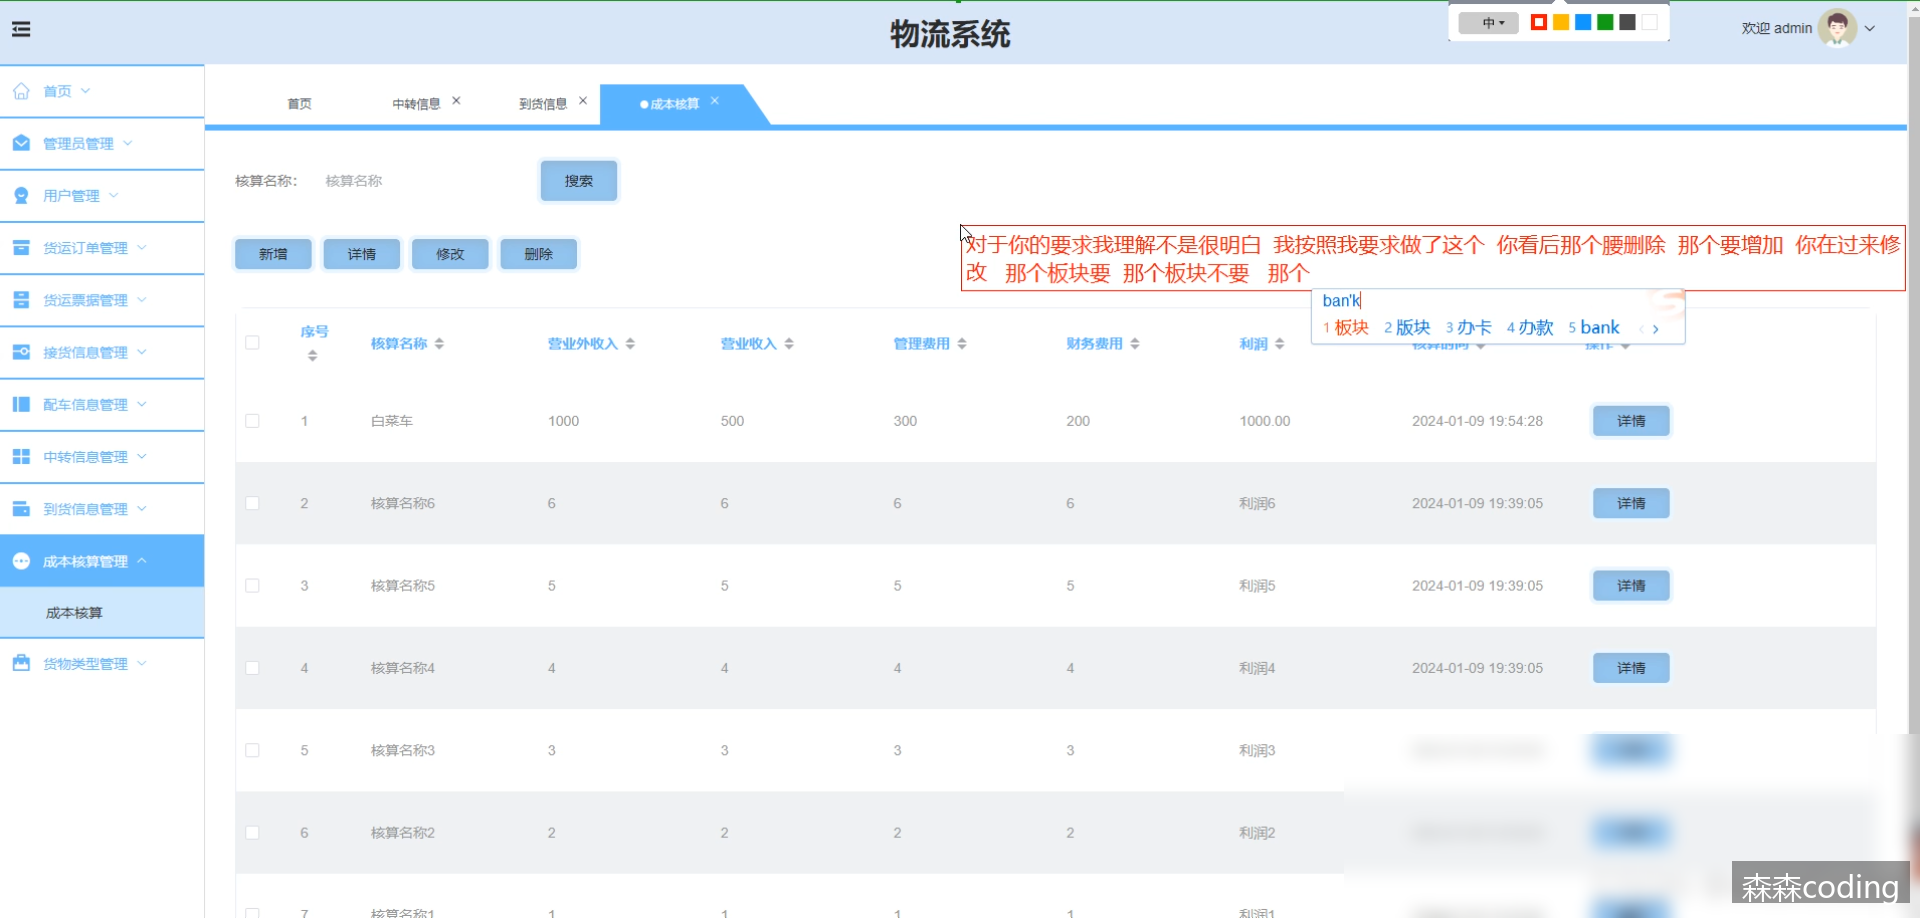 物流系统
中
欢迎 admin
首页
管理员管理
用户管理
货运订单管理
货运票据管理
接货信息管理
配车信息管理
中转信息管理
到货信息管理
成本核算管理
成本核算
货物类型管理
首页 中转信息 到货信息 成本核算
核算名称： 核算名称 搜索
新增 详情 修改 删除
对于你的要求我理解不是很明白 我按照我要求做了这个 你看后那个腰删除 那个要增加 你在过来修
改 那个板块要 那个板块不要 那个
ban'k
1 板块 2 版块 3 办卡 4 办款 5 bank
序号 核算名称 营业外收入 营业收入 管理费用 财务费用 利润 核算时间 操作
1 白菜车 1000 500 300 200 1000.00 2024-01-09 19:54:28 详情
2 核算名称6 6 6 6 6 利润6 2024-01-09 19:39:05 详情
3 核算名称5 5 5 5 5 利润5 2024-01-09 19:39:05 详情
4 核算名称4 4 4 4 4 利润4 2024-01-09 19:39:05 详情
5 核算名称3 3 3 3 3 利润3
6 核算名称2 2 2 2 2 利润2
7 核算名称1 1 1 1 1 利润1
森森coding